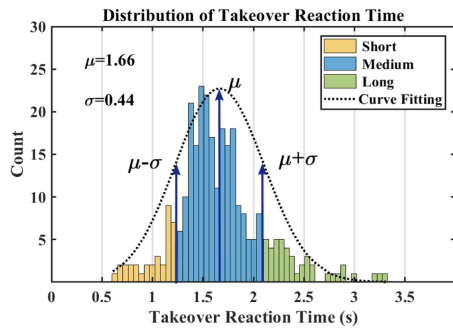 Distribution of Takeover Reaction Time
30
25
20
15
10
5
Count
μ=1.66
σ=0.44
μ-σ
μ
μ+σ
Short
Medium
Long
Curve Fitting
0 0.5 1 1.5 2 2.5 3 3.5 4
Takeover Reaction Time (s)